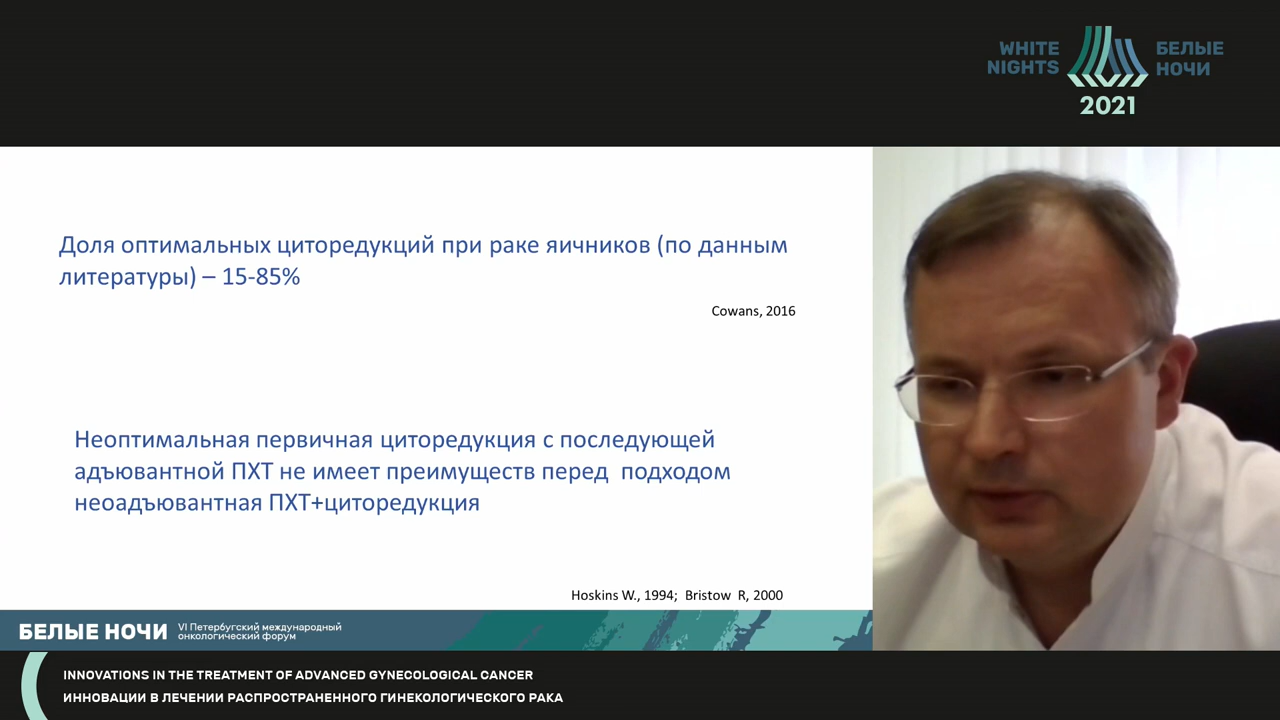 WHITE
NIGHTS
БЕЛЫЕ
НОЧИ
2021
Доля оптимальных циторедукций при раке яичников (по данным
литературы) – 15-85%
Cowans, 2016
Неоптимальная первичная циторедукция с последующей
адъювантной ПХТ не имеет преимуществ перед подходом
неоадъювантная ПХТ+циторедукция
Hoskins W., 1994; Bristow R, 2000
БЕЛЫЕ НОЧИ
VI Петербугский международный
онкологический форум
INNOVATIONS IN THE TREATMENT OF ADVANCED GYNECOLOGICAL CANCER
ИННОВАЦИИ В ЛЕЧЕНИИ РАСПРОСТРАНЕННОГО ГИНЕКОЛОГИЧЕСКОГО РАКА